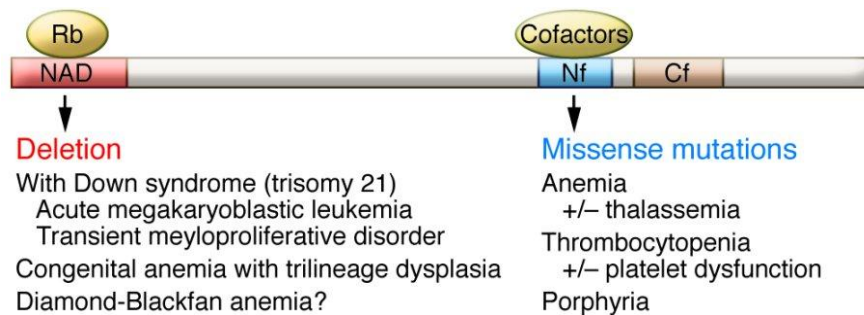 Rb
Cofactors
NAD
Nf
Cf
Deletion
With Down syndrome (trisomy 21)
Acute megakaryoblastic leukemia
Transient meyloproliferative disorder
Congenital anemia with trilineage dysplasia
Diamond-Blackfan anemia?
Missense mutations
Anemia
+/– thalassemia
Thrombocytopenia
+/– platelet dysfunction
Porphyria